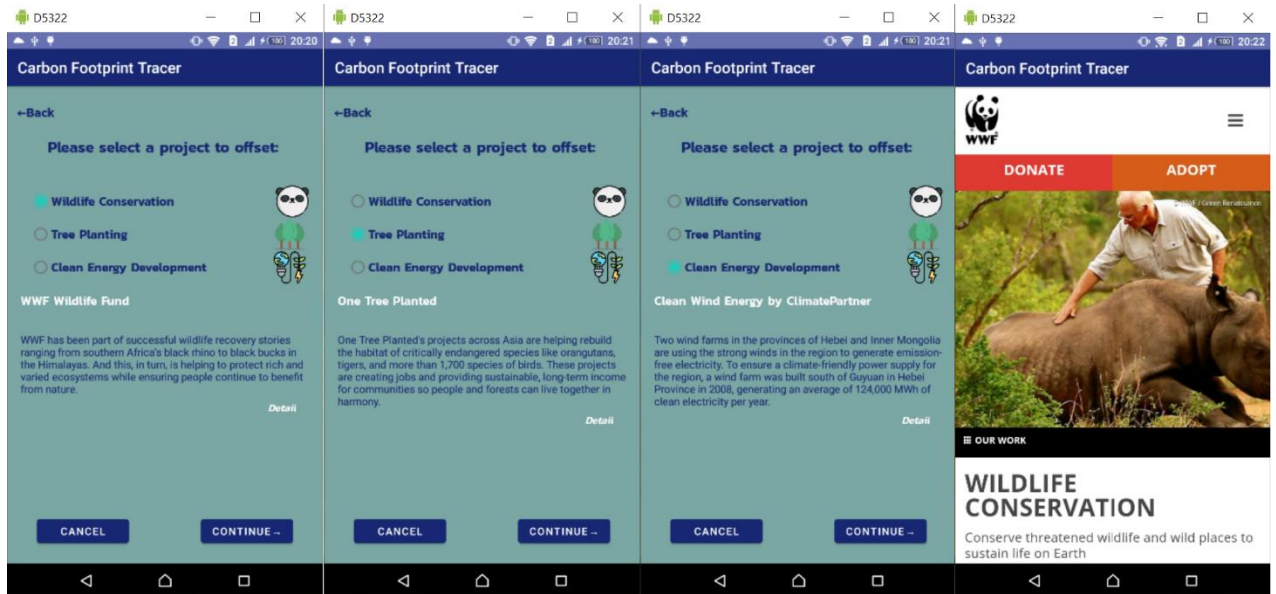 D5322
2 100 20:20
Carbon Footprint Tracer
←Back
Please select a project to offset:
Wildlife Conservation
Tree Planting
Clean Energy Development
WWF Wildlife Fund
WWF has been part of successful wildlife recovery stories
ranging from southern Africa's black rhino to black bucks in
the Himalayas. And this, in turn, is helping to protect rich and
varied ecosystems while ensuring people continue to benefit
from nature.
Detail
CANCEL
CONTINUE→
D5322
2 100 20:21
Carbon Footprint Tracer
←Back
Please select a project to offset:
Wildlife Conservation
Tree Planting
Clean Energy Development
One Tree Planted
One Tree Planted's projects across Asia are helping rebuild
the habitat of critically endangered species like orangutans,
tigers, and more than 1,700 species of birds. These projects
are creating jobs and providing sustainable, long-term income
for communities so people and forests can live together in
harmony.
Detail
CANCEL
CONTINUE→
D5322
2 100 20:21
Carbon Footprint Tracer
←Back
Please select a project to offset:
Wildlife Conservation
Tree Planting
Clean Energy Development
Clean Wind Energy by ClimatePartner
Two wind farms in the provinces of Hebei and Inner Mongolia
are using the strong winds in the region to generate emission-
free electricity. To ensure a climate-friendly power supply for
the region, a wind farm was built south of Guyuan in Hebei
Province in 2008, generating an average of 124,000 MWh of
clean electricity per year.
Detail
CANCEL
CONTINUE→
D5322
2 100 20:22
Carbon Footprint Tracer
WWF
DONATE
ADOPT
WWF / Green Renaissance
OUR WORK
WILDLIFE
CONSERVATION
Conserve threatened wildlife and wild places to
sustain life on Earth